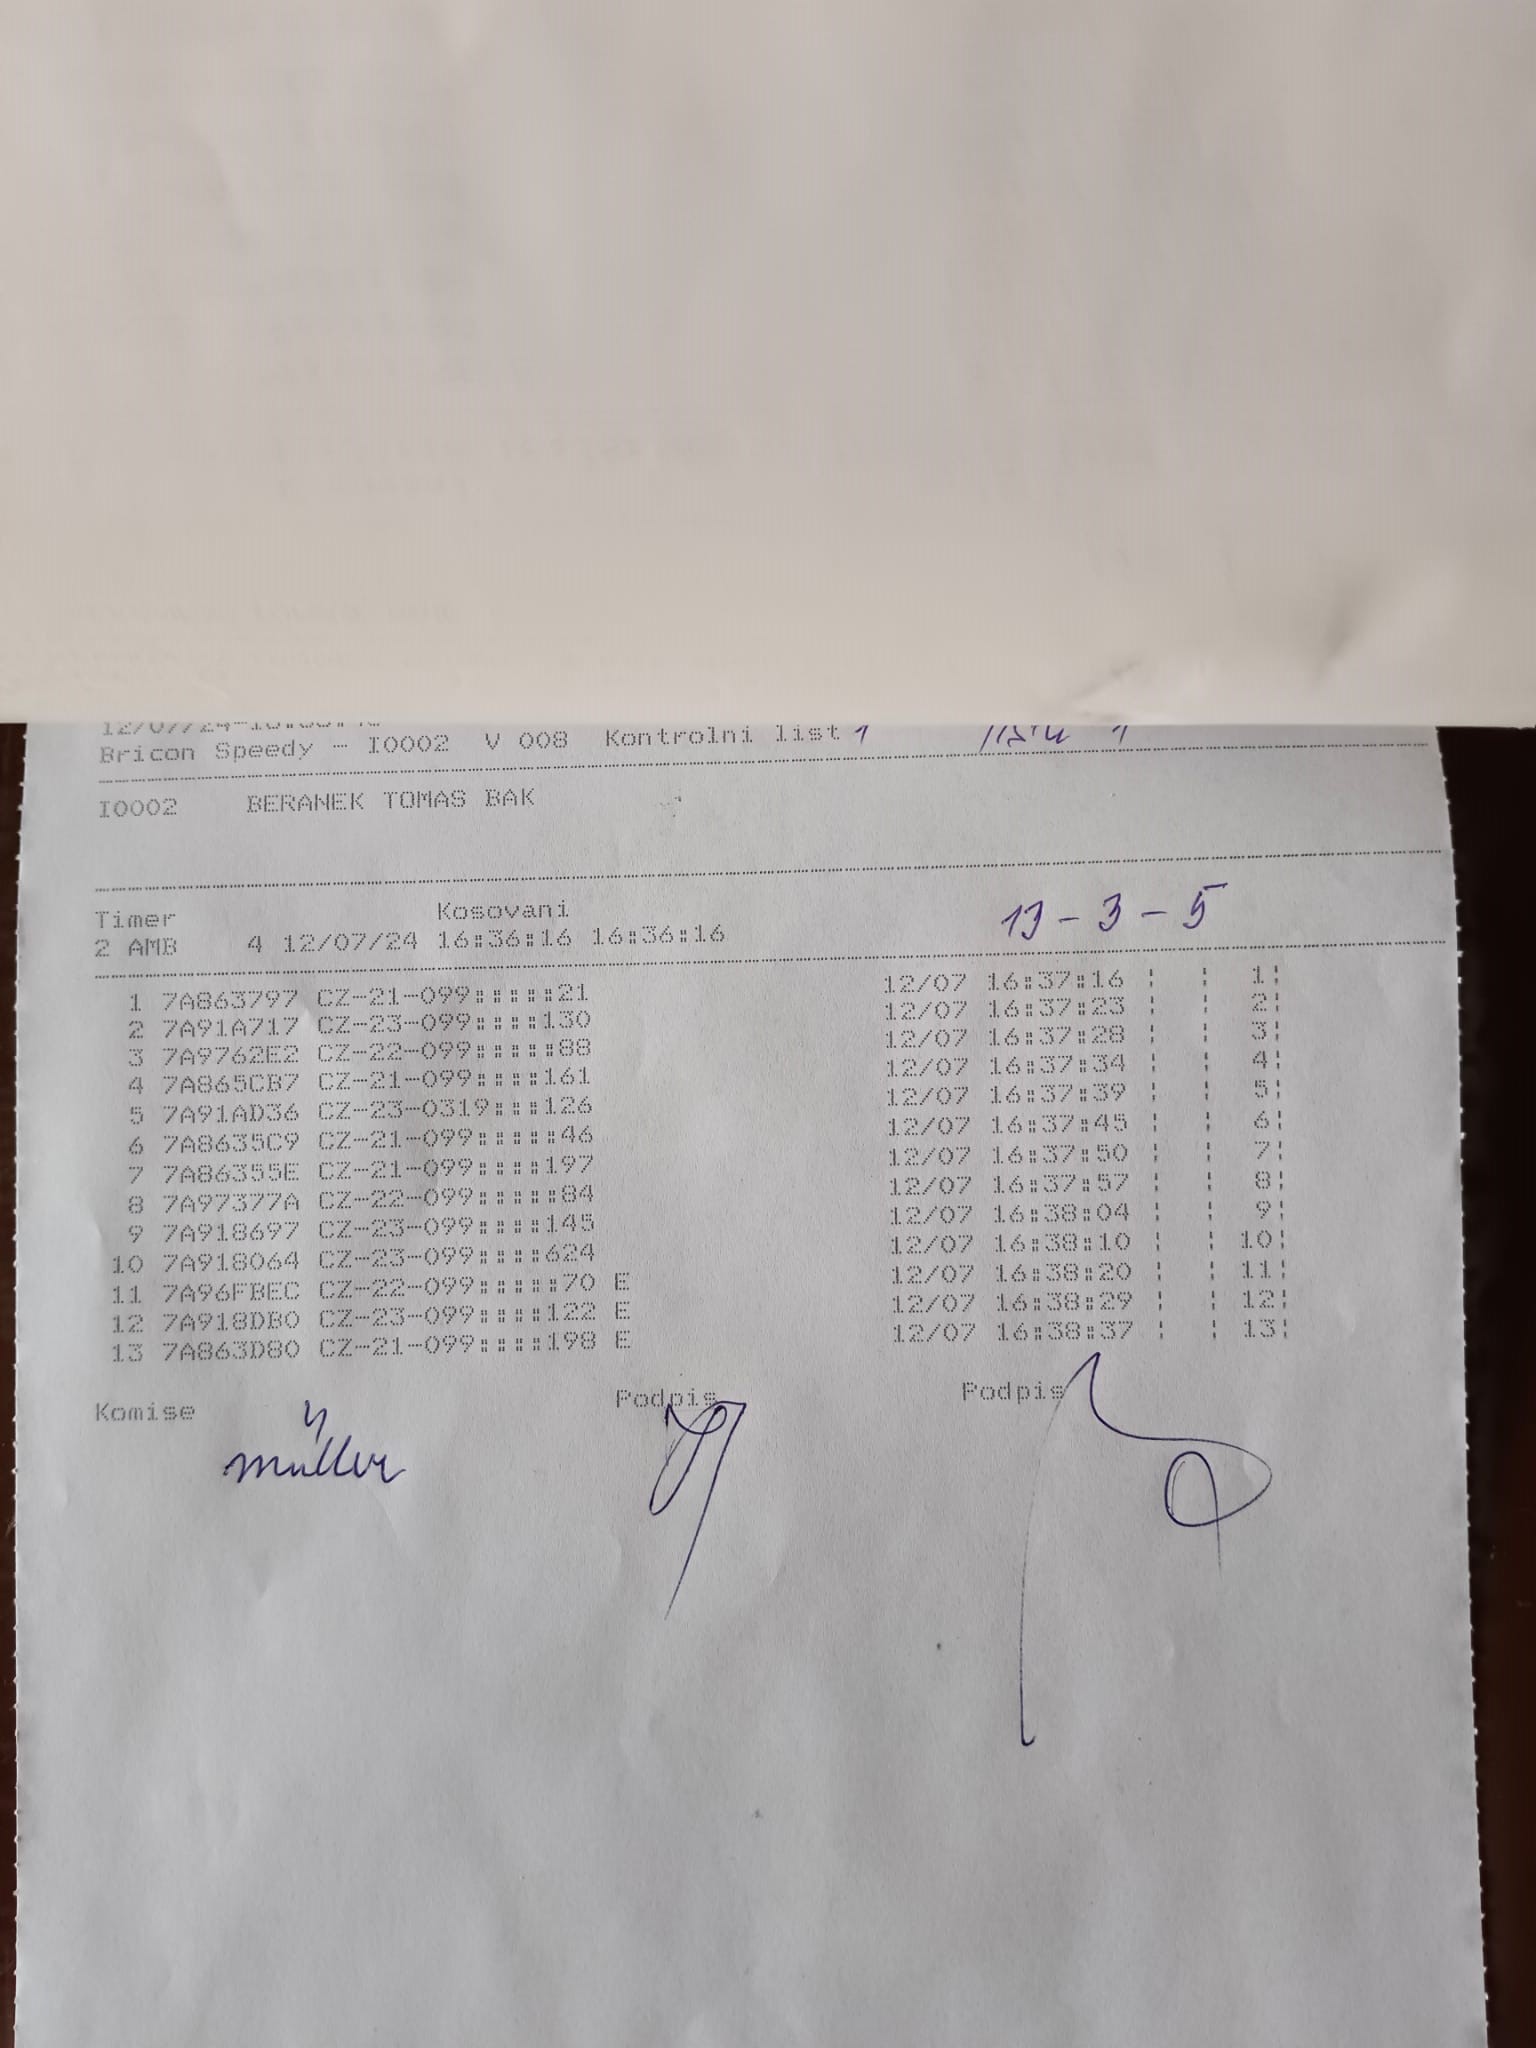 Bricon Speedy - I0002 V 008 Kontrolni list 1
I0002 BERANEK TOMAS BAK
Timer Kosovani 13-3-5
2 AMB 4 12/07/24 16:36:16 16:36:16
1 7A863797 CZ-21-099:::::21 12/07 16:37:16 ¦ ¦ 1¦
2 7A91A717 CZ-23-099::::130 12/07 16:37:23 ¦ ¦ 2¦
3 7A9762E2 CZ-22-099:::::88 12/07 16:37:28 ¦ ¦ 3¦
4 7A865CB7 CZ-21-099::::161 12/07 16:37:34 ¦ ¦ 4¦
5 7A91AD36 CZ-23-0319:::126 12/07 16:37:39 ¦ ¦ 5¦
6 7A8635C9 CZ-21-099:::::46 12/07 16:37:45 ¦ ¦ 6¦
7 7A86355E CZ-21-099::::197 12/07 16:37:50 ¦ ¦ 7¦
8 7A97377A CZ-22-099:::::84 12/07 16:37:57 ¦ ¦ 8¦
9 7A918697 CZ-23-099::::145 12/07 16:38:04 ¦ ¦ 9¦
10 7A918064 CZ-23-099::::624 12/07 16:38:10 ¦ ¦ 10¦
11 7A96FBEC CZ-22-099:::::70 E 12/07 16:38:20 ¦ ¦ 11¦
12 7A918DB0 CZ-23-099::::122 E 12/07 16:38:29 ¦ ¦ 12¦
13 7A863D80 CZ-21-099::::198 E 12/07 16:38:37 ¦ ¦ 13¦
Komise Podpis Podpis
müller